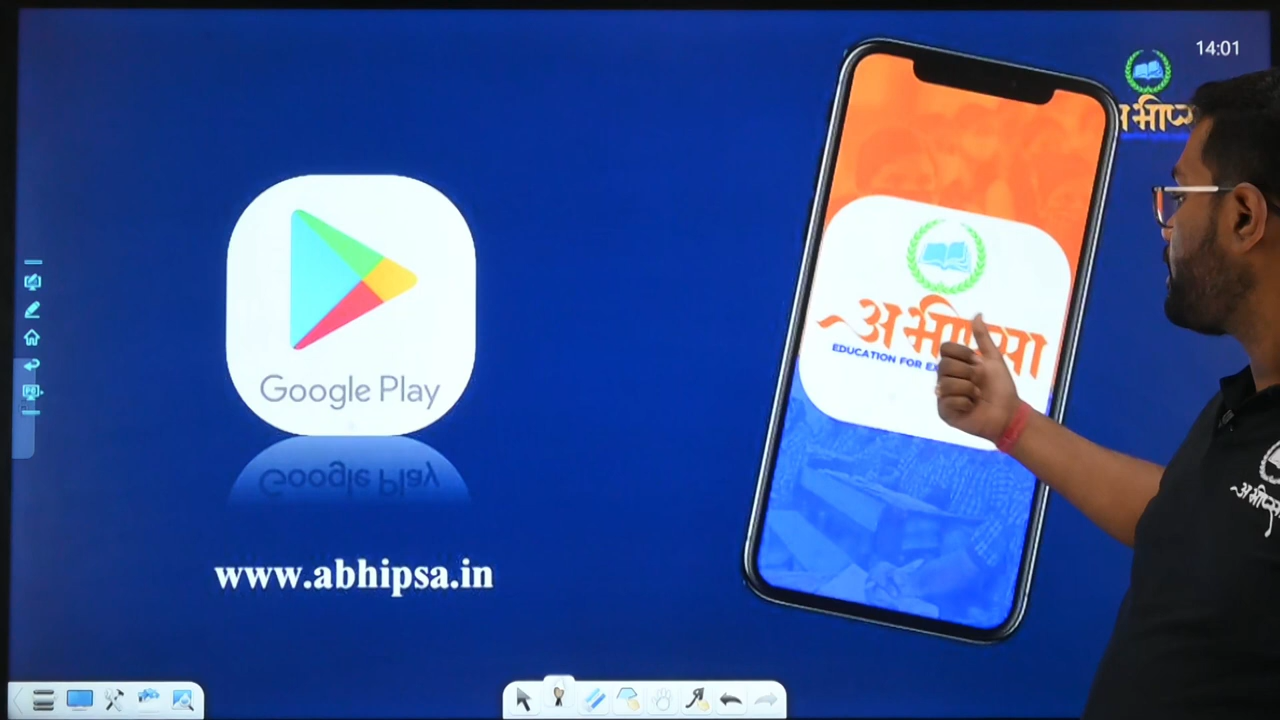 14:01
अभीप्सा
Google Play
EDUCATION FOR
www.abhipsa.in